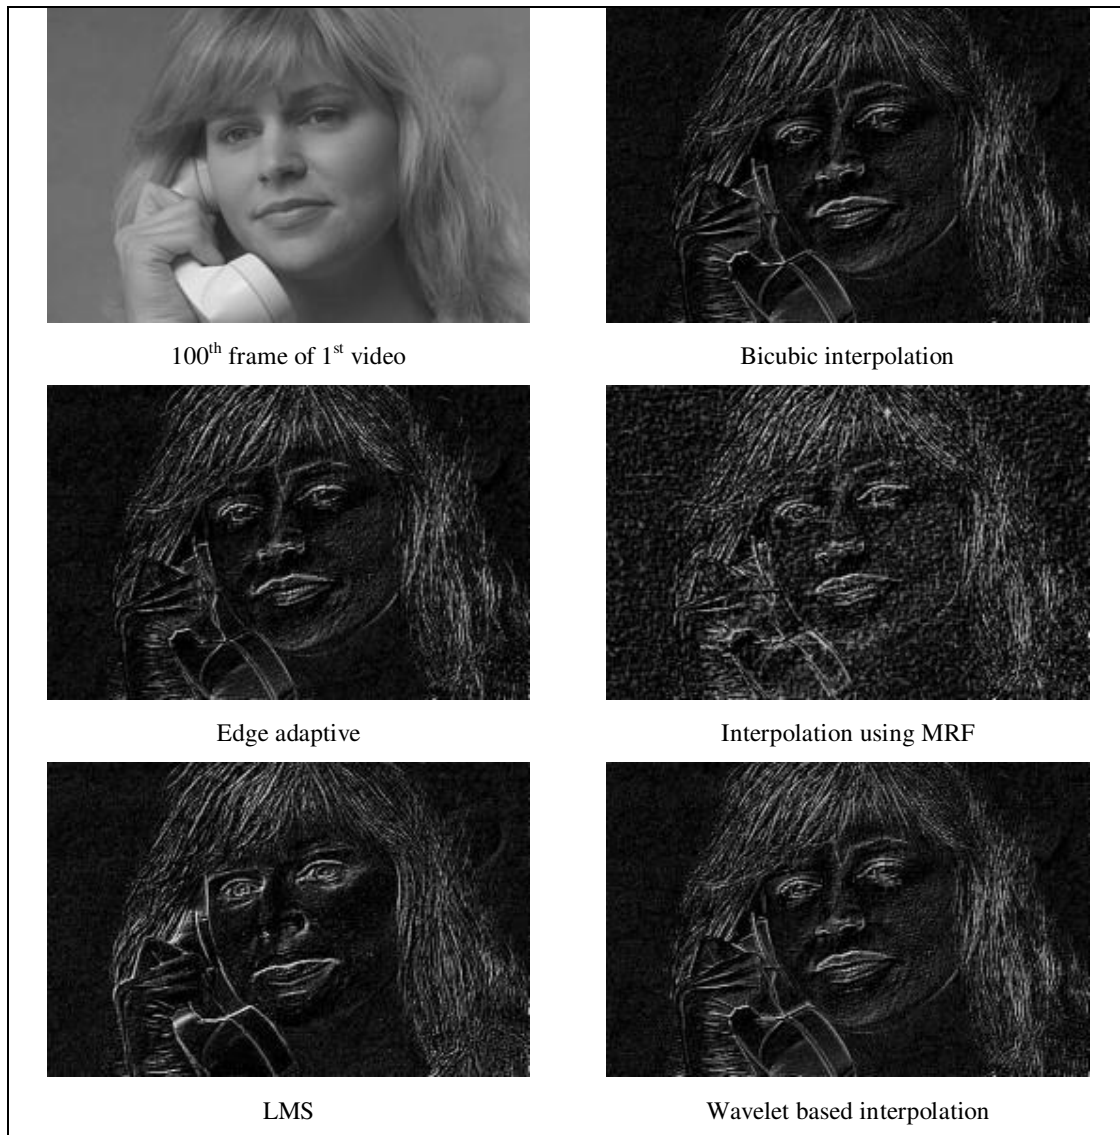 100th frame of 1st video
Bicubic interpolation
Edge adaptive
Interpolation using MRF
LMS
Wavelet based interpolation